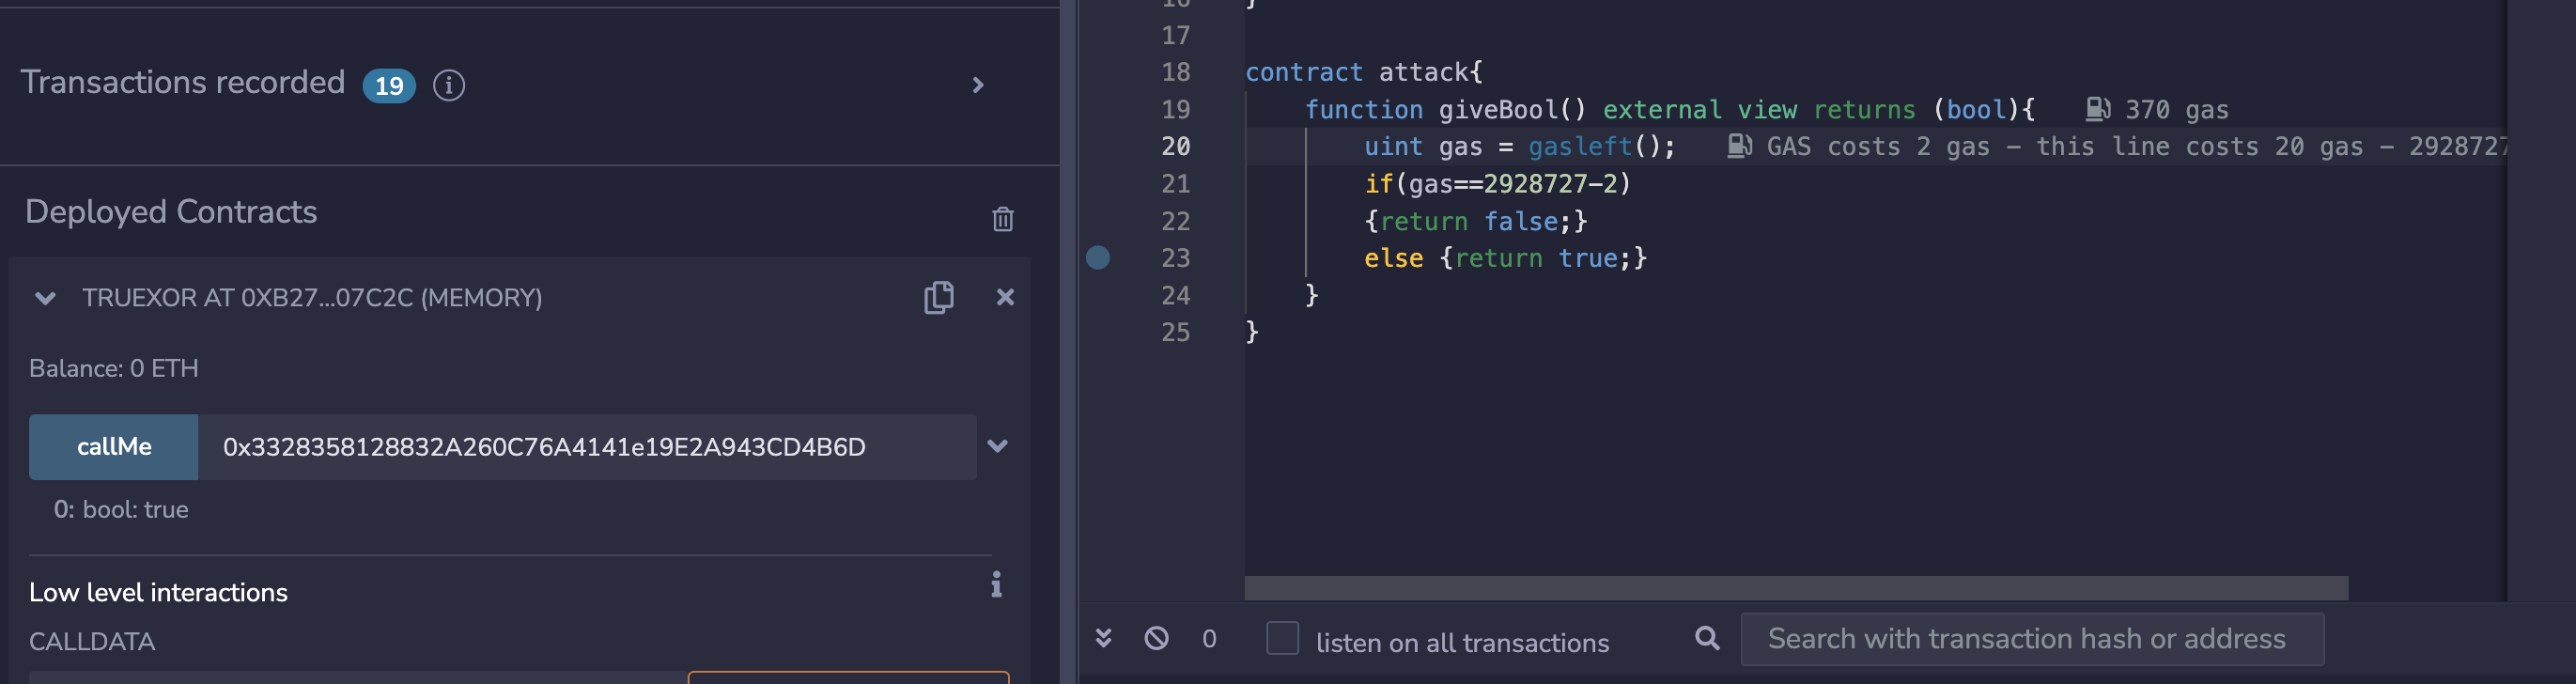 Transactions recorded 19
Deployed Contracts
TRUEXOR AT 0XB27...07C2C (MEMORY)
Balance: 0 ETH
callMe 0x3328358128832A260C76A4141e19E2A943CD4B6D
0: bool: true
Low level interactions
CALLDATA
16 }
17
18 contract attack{
19 function giveBool() external view returns (bool){ 370 gas
20 uint gas = gasleft(); GAS costs 2 gas - this line costs 20 gas - 2928727
21 if(gas==2928727-2)
22 {return false;}
23 else {return true;}
24 }
25 }
0 listen on all transactions Search with transaction hash or address